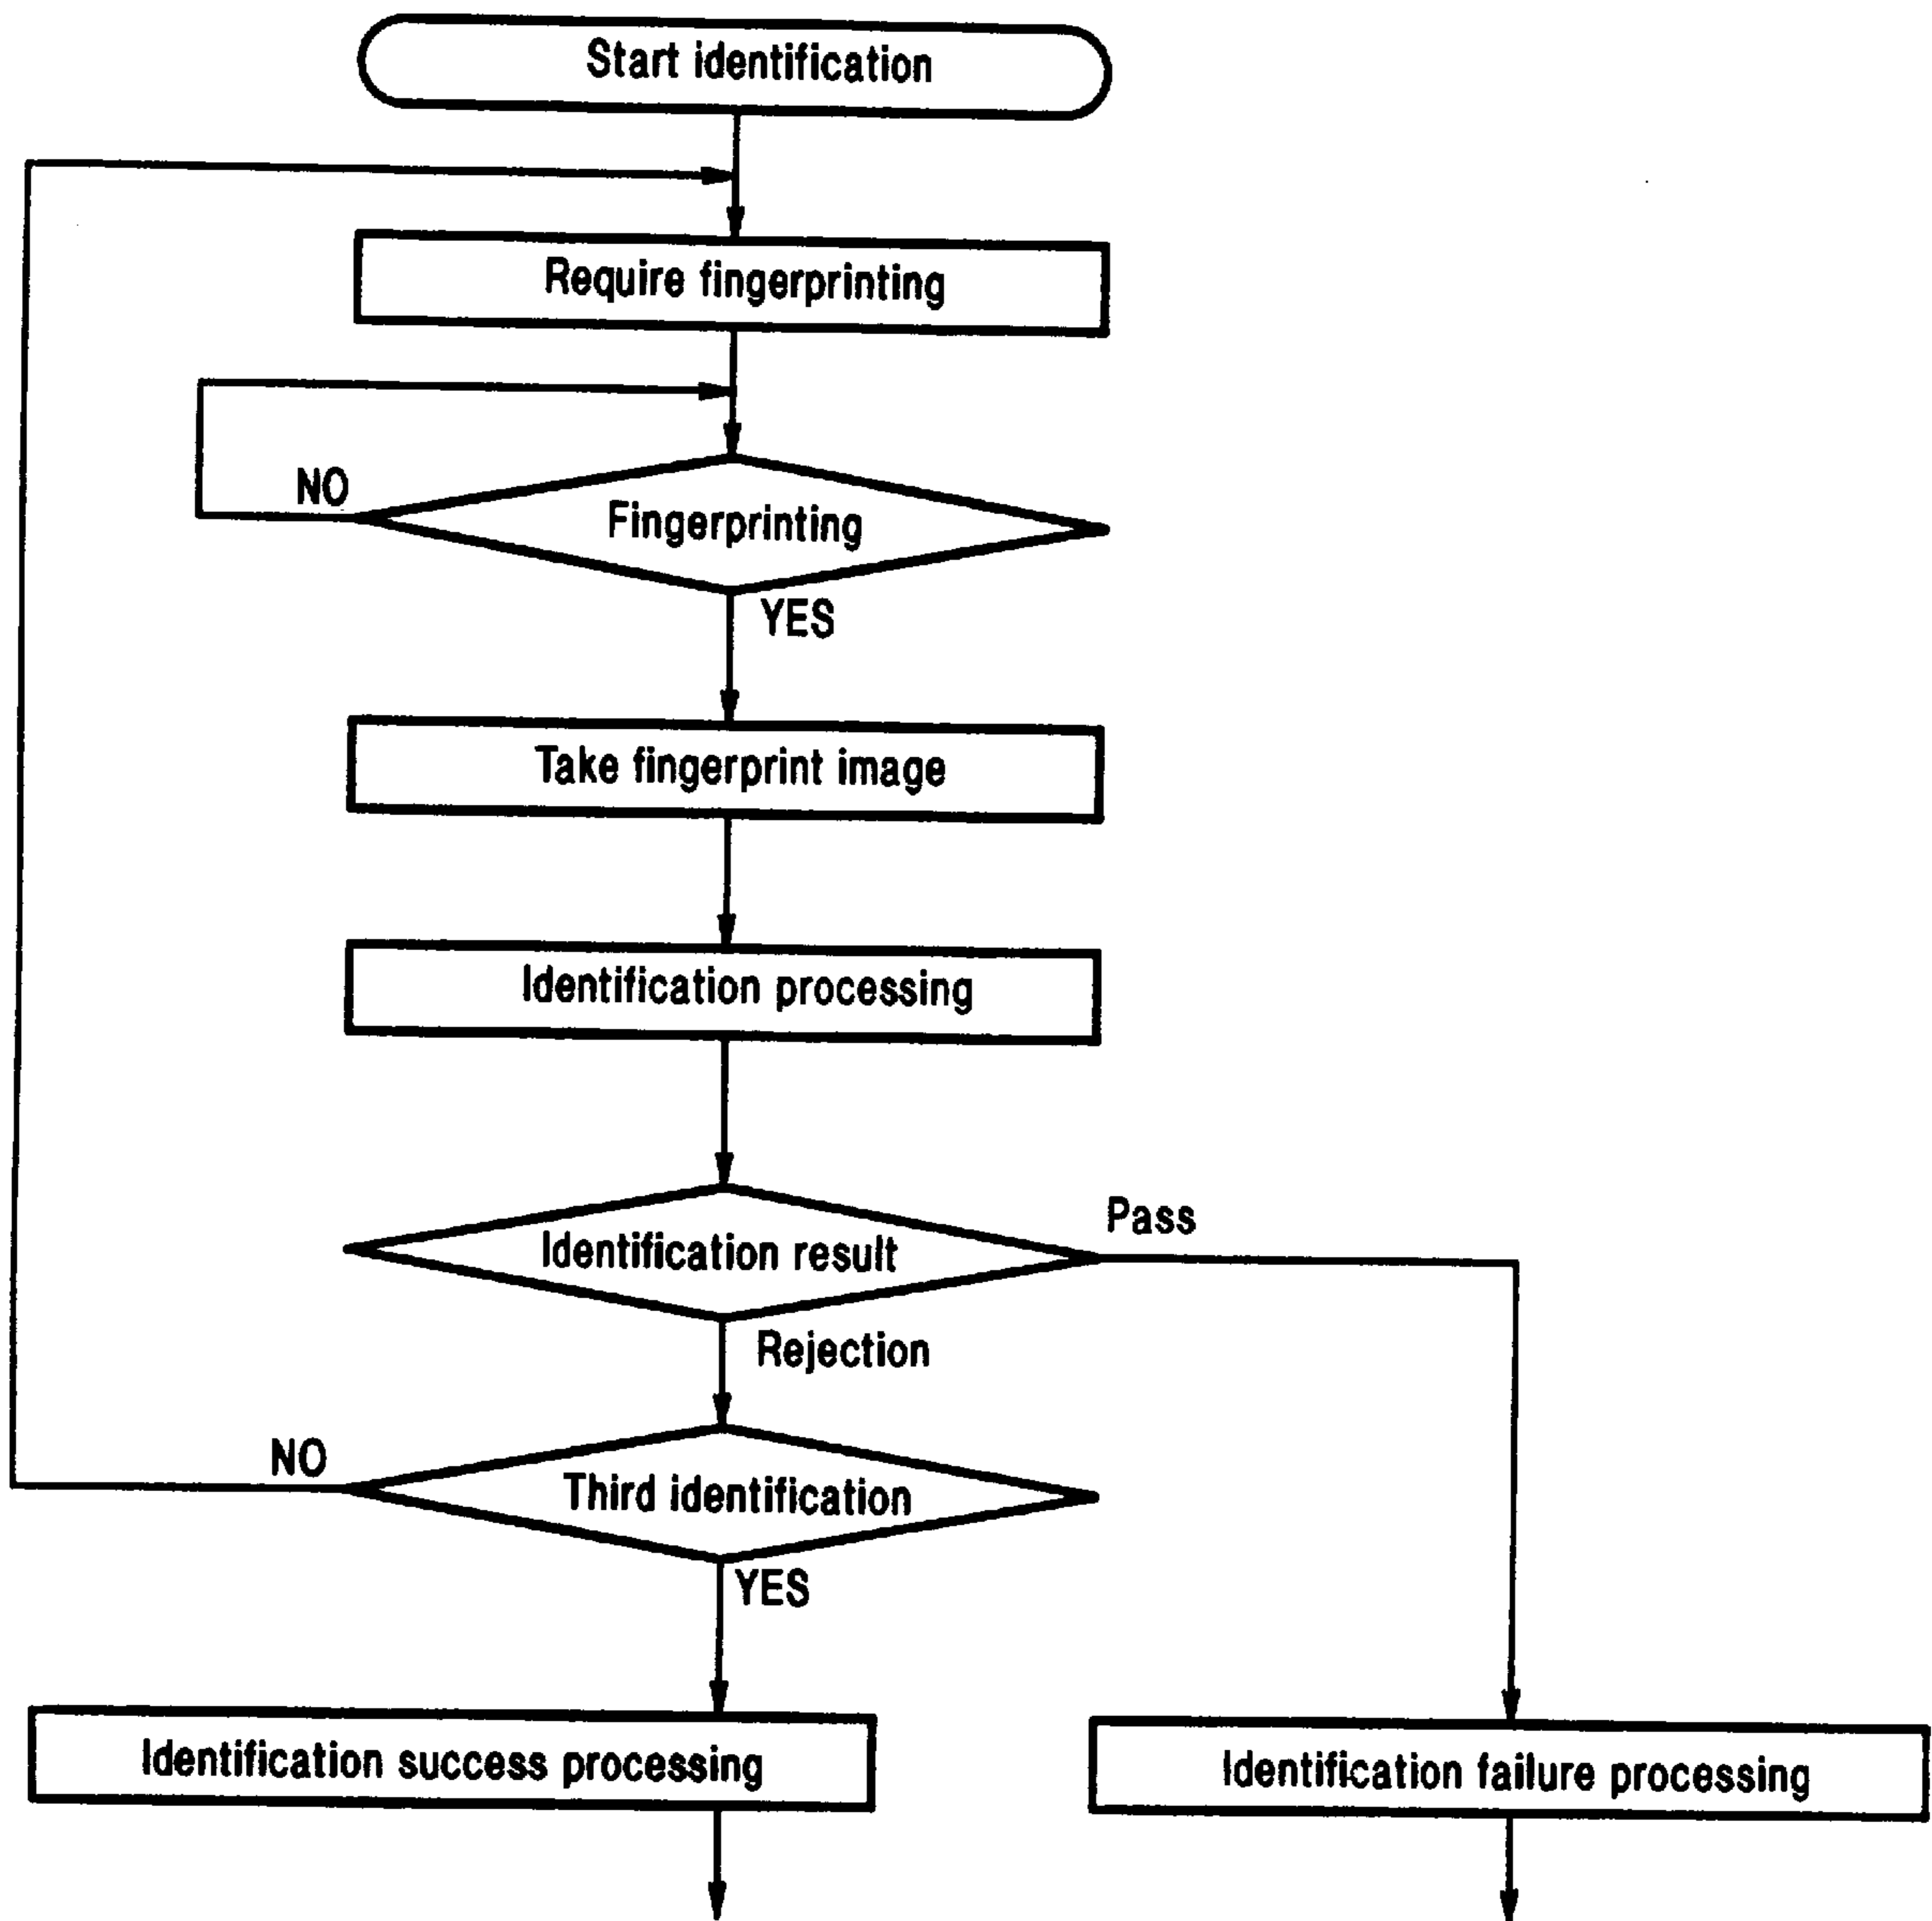 Start identification
Require fingerprinting
NO
Fingerprinting
YES
Take fingerprint image
Identification processing
Pass
Identification result
Rejection
NO
Third identification
YES
Identification success processing
Identification failure processing